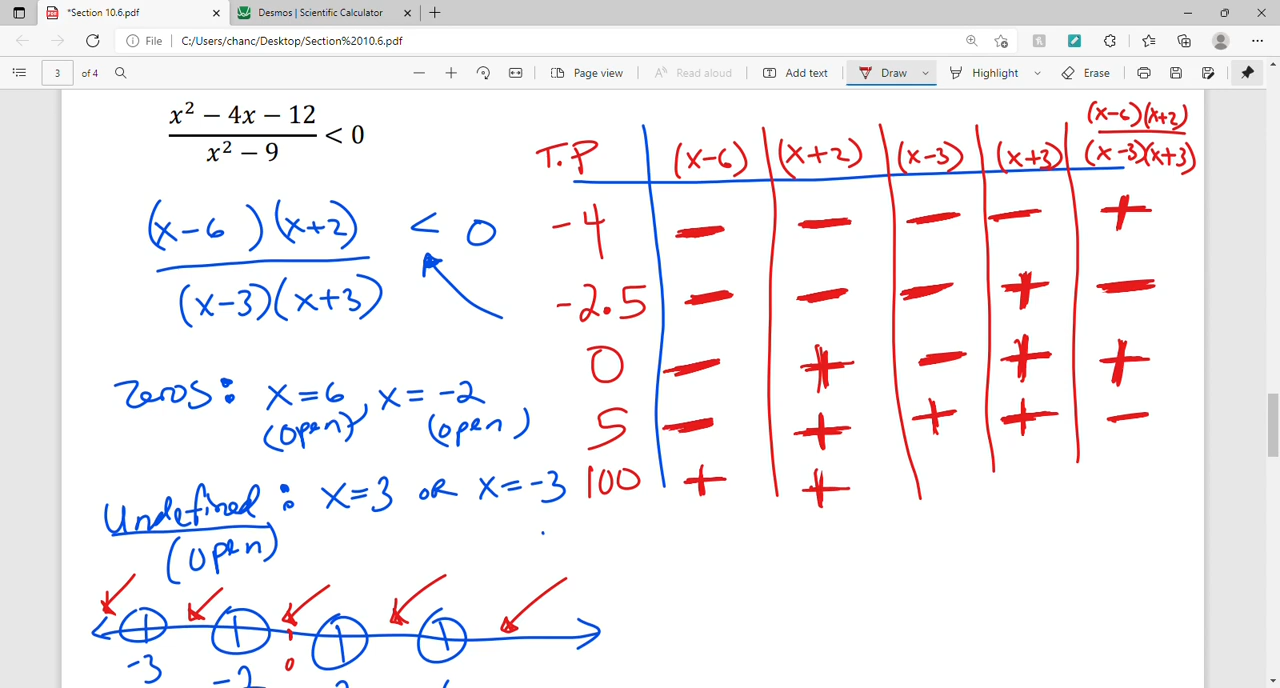 *Section 10.6.pdf
Desmos | Scientific Calculator
File C:/Users/chanc/Desktop/Section%2010.6.pdf
3 of 4 Page view Read aloud Add text Draw Highlight Erase
x² − 4x − 12
x² − 9
< 0
(x-6)(x+2)
(x-3)(x+3)
< 0
Zeros: x=6, x=-2
(open) (open)
Undefined: x=3 OR x=-3
(open)
-3 -2 0
T.P (x-6) (x+2) (x-3) (x+3) (x-6)(x+2)
(x-3)(x+3)
-4 − − − − +
-2.5 − − − + −
0 − + − + +
5 − + + + −
100 + +